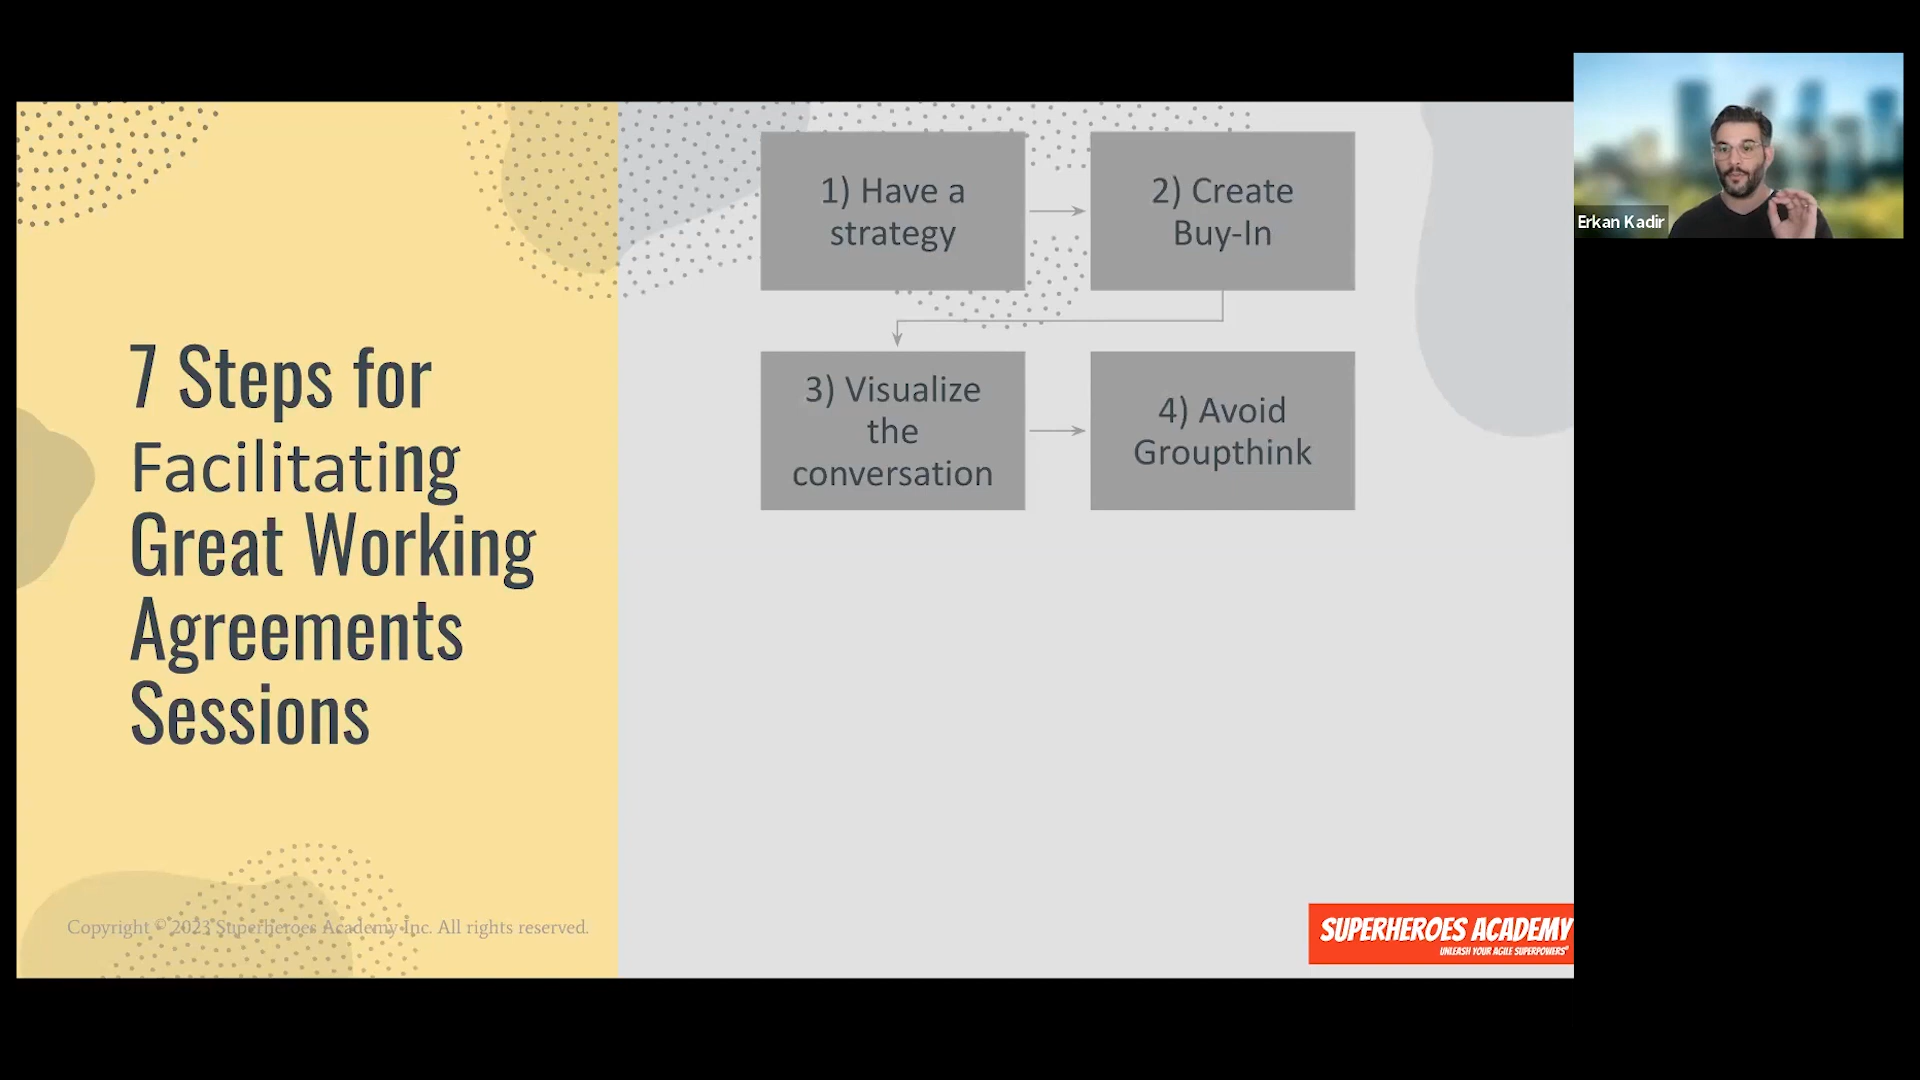 7 Steps for
Facilitating
Great Working
Agreements
Sessions
Copyright © 2023 Superheroes Academy Inc. All rights reserved.
1) Have a
strategy
2) Create
Buy-In
3) Visualize
the
conversation
4) Avoid
Groupthink
SUPERHEROES ACADEMY
UNLEASH YOUR AGILE SUPERPOWERS®
Erkan Kadir